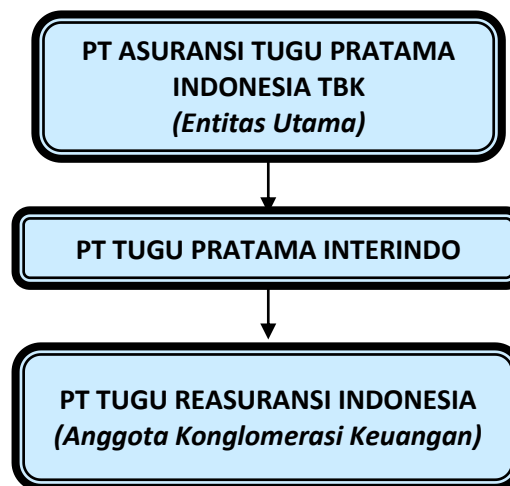 PT ASURANSI TUGU PRATAMA
INDONESIA TBK
(Entitas Utama)
PT TUGU PRATAMA INTERINDO
PT TUGU REASURANSI INDONESIA
(Anggota Konglomerasi Keuangan)